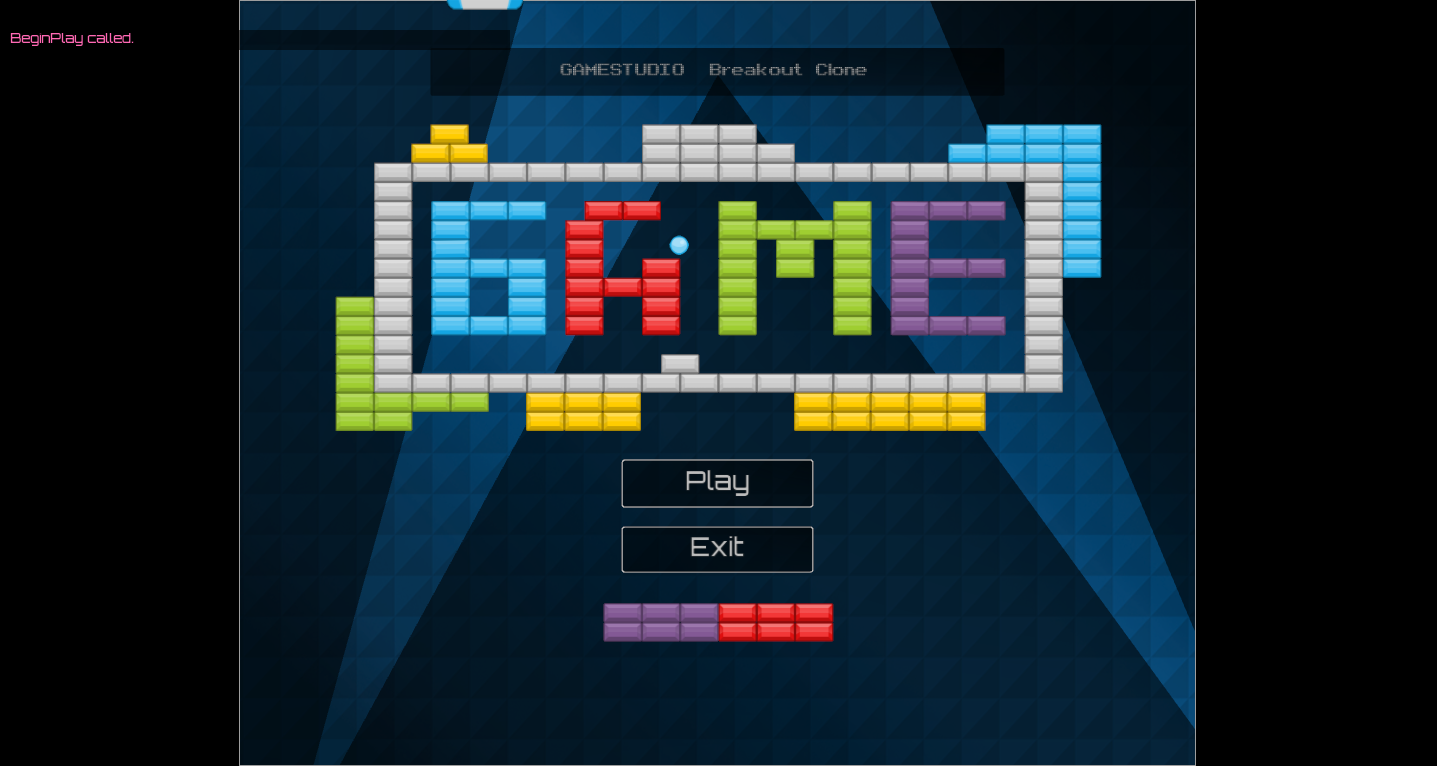 BeginPlay called.
GAMESTUDIO Breakout Clone
GAME
Play
Exit